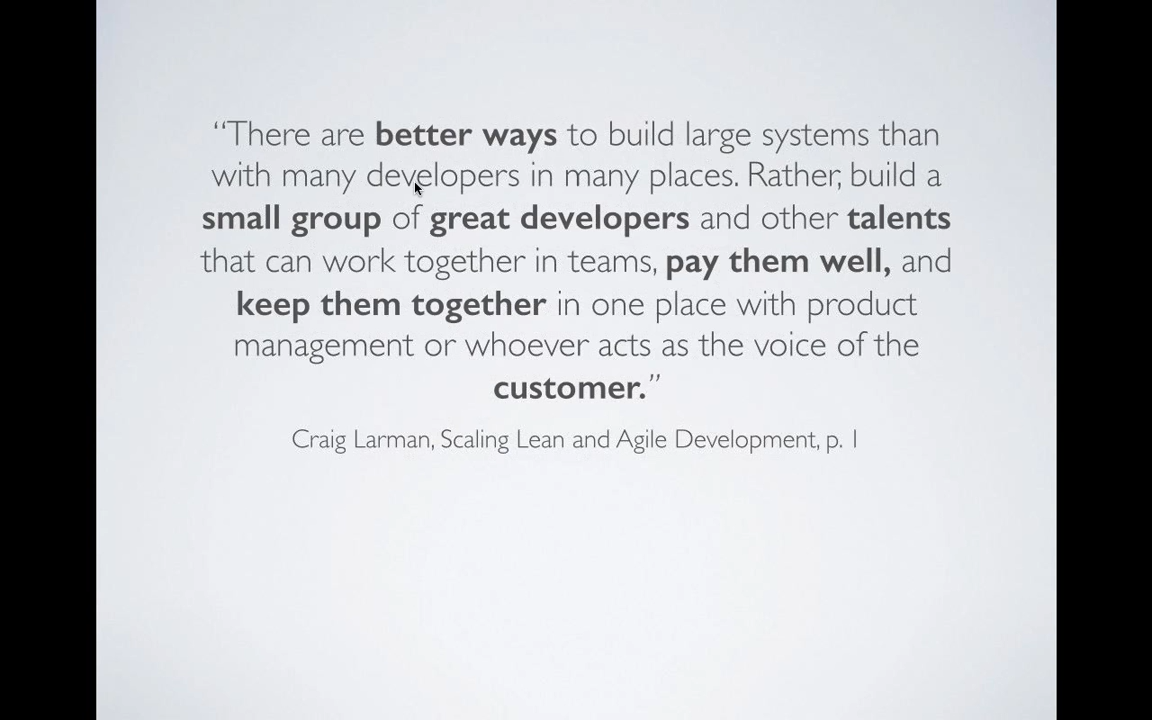 “There are better ways to build large systems than
with many developers in many places. Rather, build a
small group of great developers and other talents
that can work together in teams, pay them well, and
keep them together in one place with product
management or whoever acts as the voice of the
customer.”
Craig Larman, Scaling Lean and Agile Development, p. 1